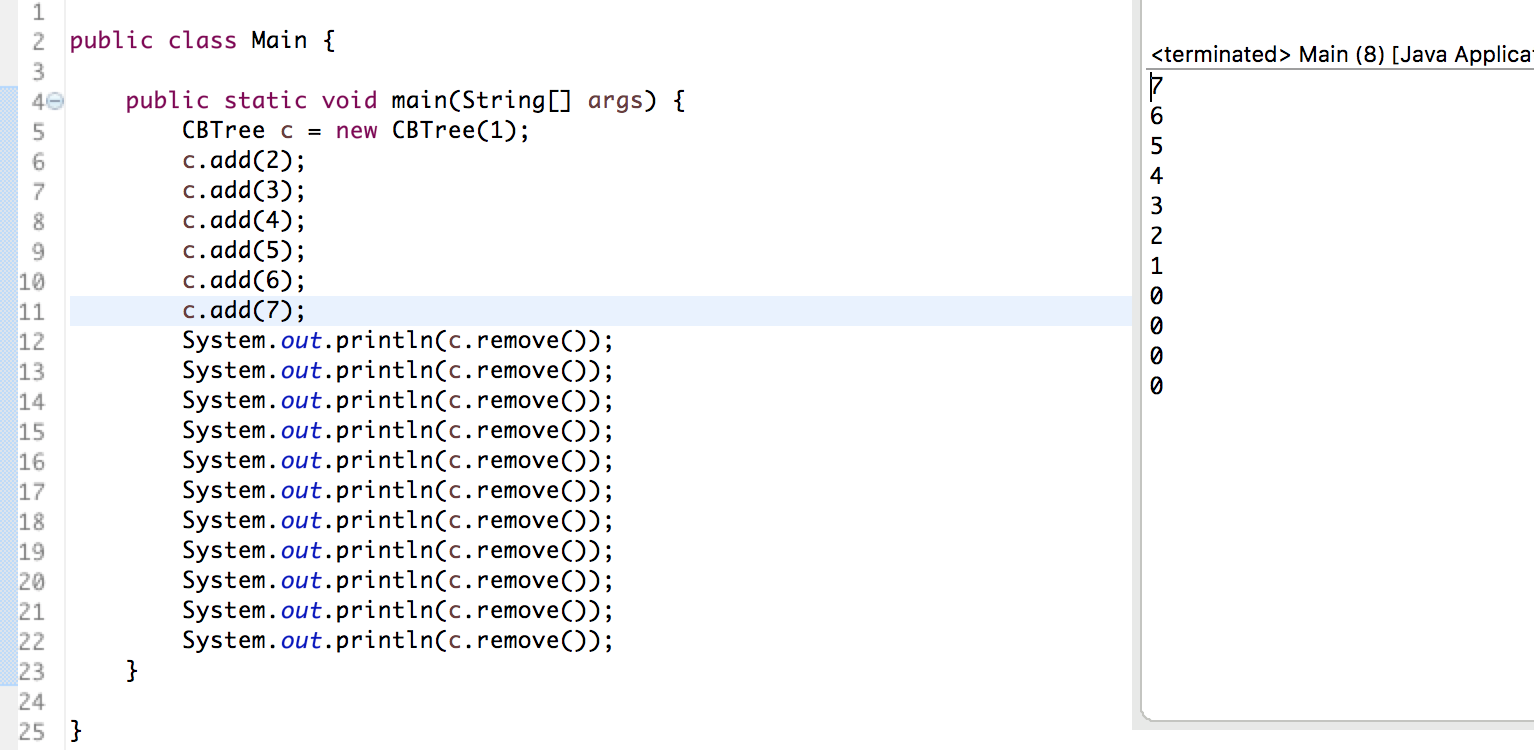 1
2 public class Main {
3
4 public static void main(String[] args) {
5 CBTree c = new CBTree(1);
6 c.add(2);
7 c.add(3);
8 c.add(4);
9 c.add(5);
10 c.add(6);
11 c.add(7);
12 System.out.println(c.remove());
13 System.out.println(c.remove());
14 System.out.println(c.remove());
15 System.out.println(c.remove());
16 System.out.println(c.remove());
17 System.out.println(c.remove());
18 System.out.println(c.remove());
19 System.out.println(c.remove());
20 System.out.println(c.remove());
21 System.out.println(c.remove());
22 System.out.println(c.remove());
23 }
24
25 }
<terminated> Main (8) [Java Applica
7
6
5
4
3
2
1
0
0
0
0